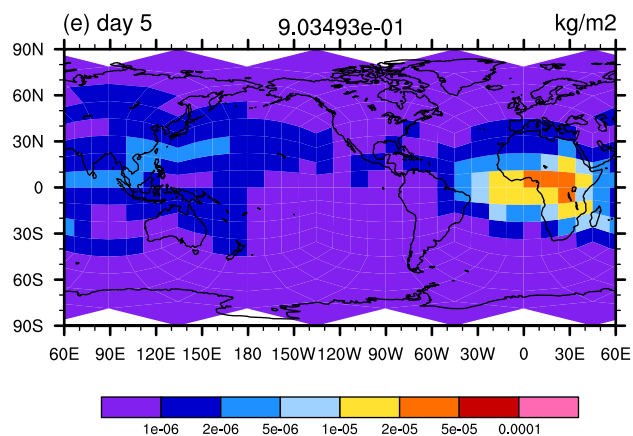 (e) day 5 9.03493e-01 kg/m2
90N
60N
30N
0
30S
60S
90S
60E 90E 120E 150E 180 150W 120W 90W 60W 30W 0 30E 60E
1e-06 2e-06 5e-06 1e-05 2e-05 5e-05 0.0001